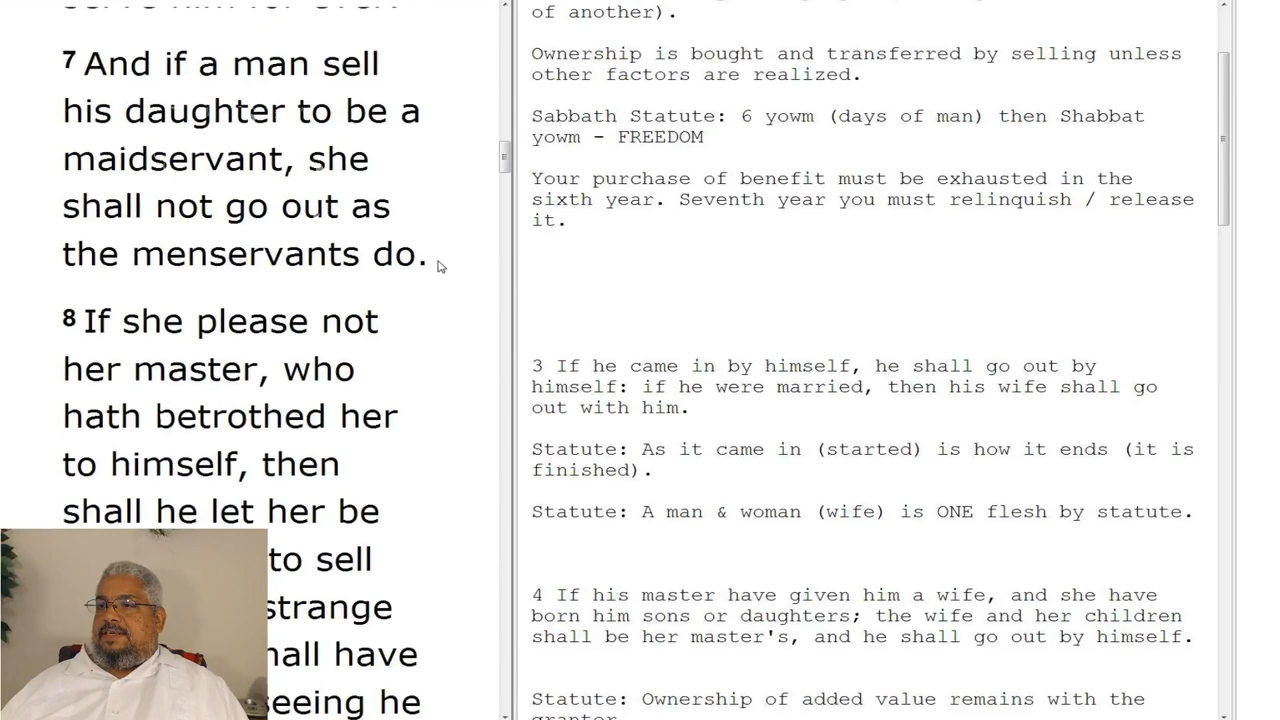 7 And if a man sell
his daughter to be a
maidservant, she
shall not go out as
the menservants do.
8 If she please not
her master, who
hath betrothed her
to himself, then
shall he let her be
to sell
strange
hall have
seeing he
of another).
Ownership is bought and transferred by selling unless
other factors are realized.
Sabbath Statute: 6 yowm (days of man) then Shabbat
yowm - FREEDOM
Your purchase of benefit must be exhausted in the
sixth year. Seventh year you must relinquish / release
it.
3 If he came in by himself, he shall go out by
himself: if he were married, then his wife shall go
out with him.
Statute: As it came in (started) is how it ends (it is
finished).
Statute: A man & woman (wife) is ONE flesh by statute.
4 If his master have given him a wife, and she have
born him sons or daughters; the wife and her children
shall be her master's, and he shall go out by himself.
Statute: Ownership of added value remains with the